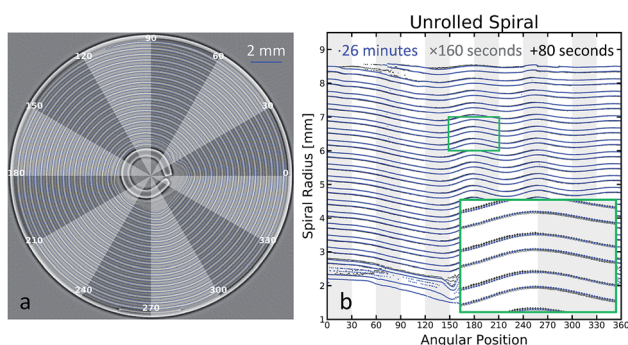 90
120
60
2 mm
150
30
180
0
210
330
240
300
270
a
Unrolled Spiral
·26 minutes ×160 seconds +80 seconds
Spiral Radius [mm]
9
8
7
6
5
4
3
2
1
b
0 30 60 90 120 150 180 210 240 270 300 330 360
Angular Position